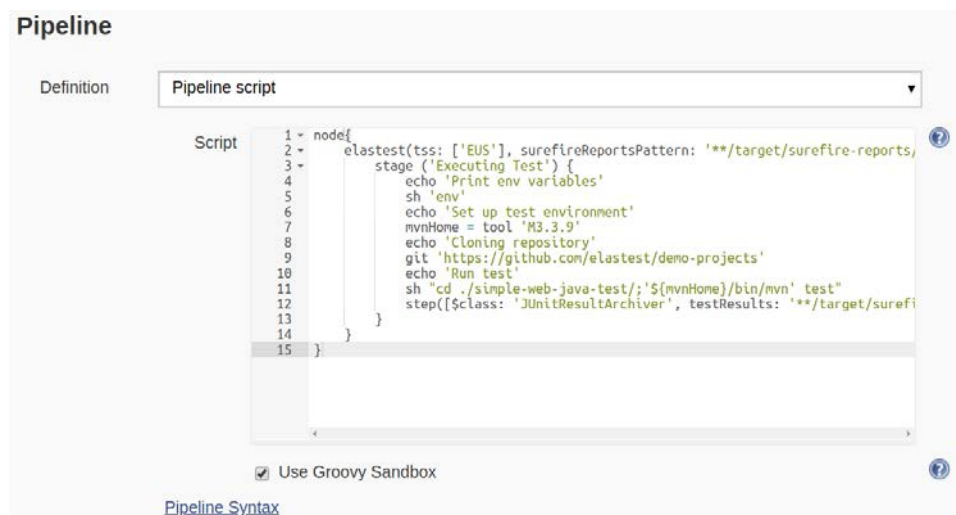 Pipeline
Definition
Pipeline script
Script
1 node{
2 elastest(tss: ['EUS'], surefireReportsPattern: '**/target/surefire-reports/
3 stage ('Executing Test') {
4 echo 'Print env variables'
5 sh 'env'
6 echo 'Set up test environment'
7 mvnHome = tool 'M3.3.9'
8 echo 'Cloning repository'
9 git 'https://github.com/elastest/demo-projects'
10 echo 'Run test'
11 sh "cd ./simple-web-java-test/;'${mvnHome}/bin/mvn' test"
12 step([$class: 'JUnitResultArchiver', testResults: '**/target/surefi
13 }
14 }
15 }
Use Groovy Sandbox
Pipeline Syntax